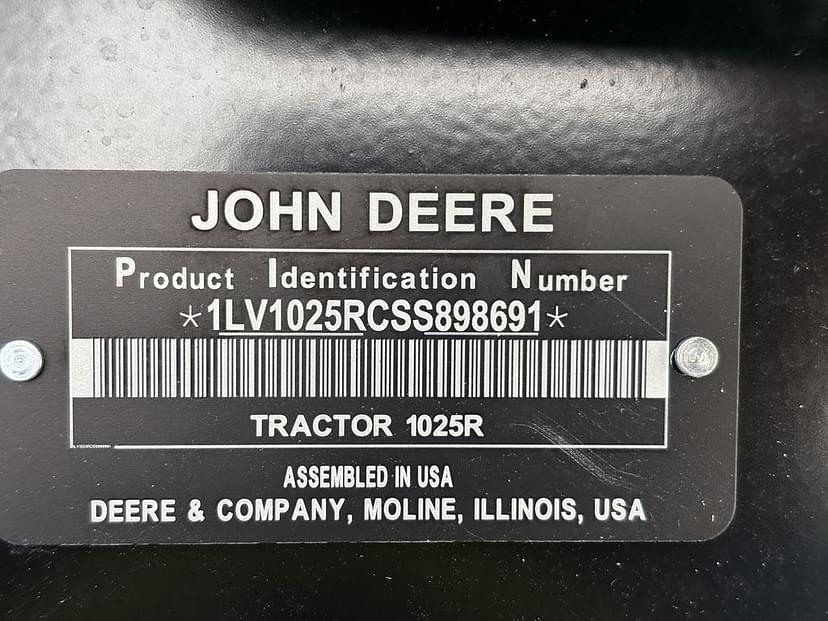 JOHN DEERE
Product Identification Number
*1LV1025RCSS898691*
TRACTOR 1025R
ASSEMBLED IN USA
DEERE & COMPANY, MOLINE, ILLINOIS, USA